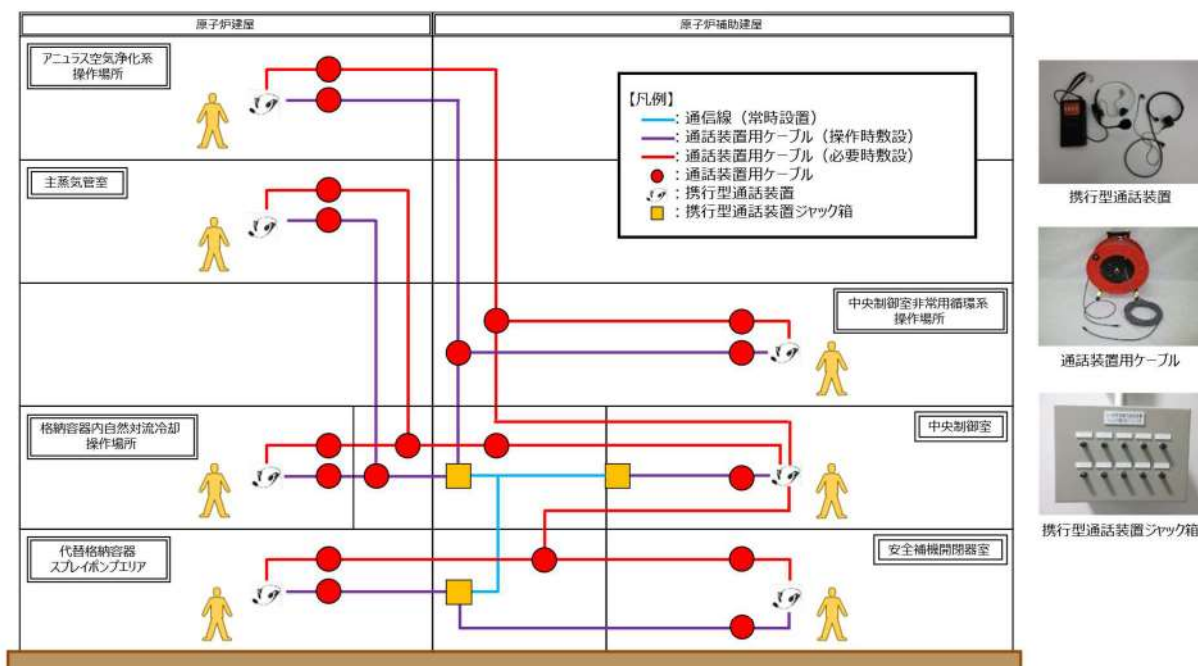 原子炉建屋
原子炉補助建屋
アニュラス空気浄化系
操作場所
【凡例】
：通信線（常時設置）
：通話装置用ケーブル（操作時敷設）
：通話装置用ケーブル（必要時敷設）
：通話装置用ケーブル
：携行型通話装置
：携行型通話装置ジャック箱
携行型通話装置
主蒸気管室
中央制御室非常用循環系
操作場所
通話装置用ケーブル
格納容器内自然対流冷却
操作場所
中央制御室
携行型通話装置ジャック箱
代替格納容器
スプレイポンプエリア
安全補機開閉器室